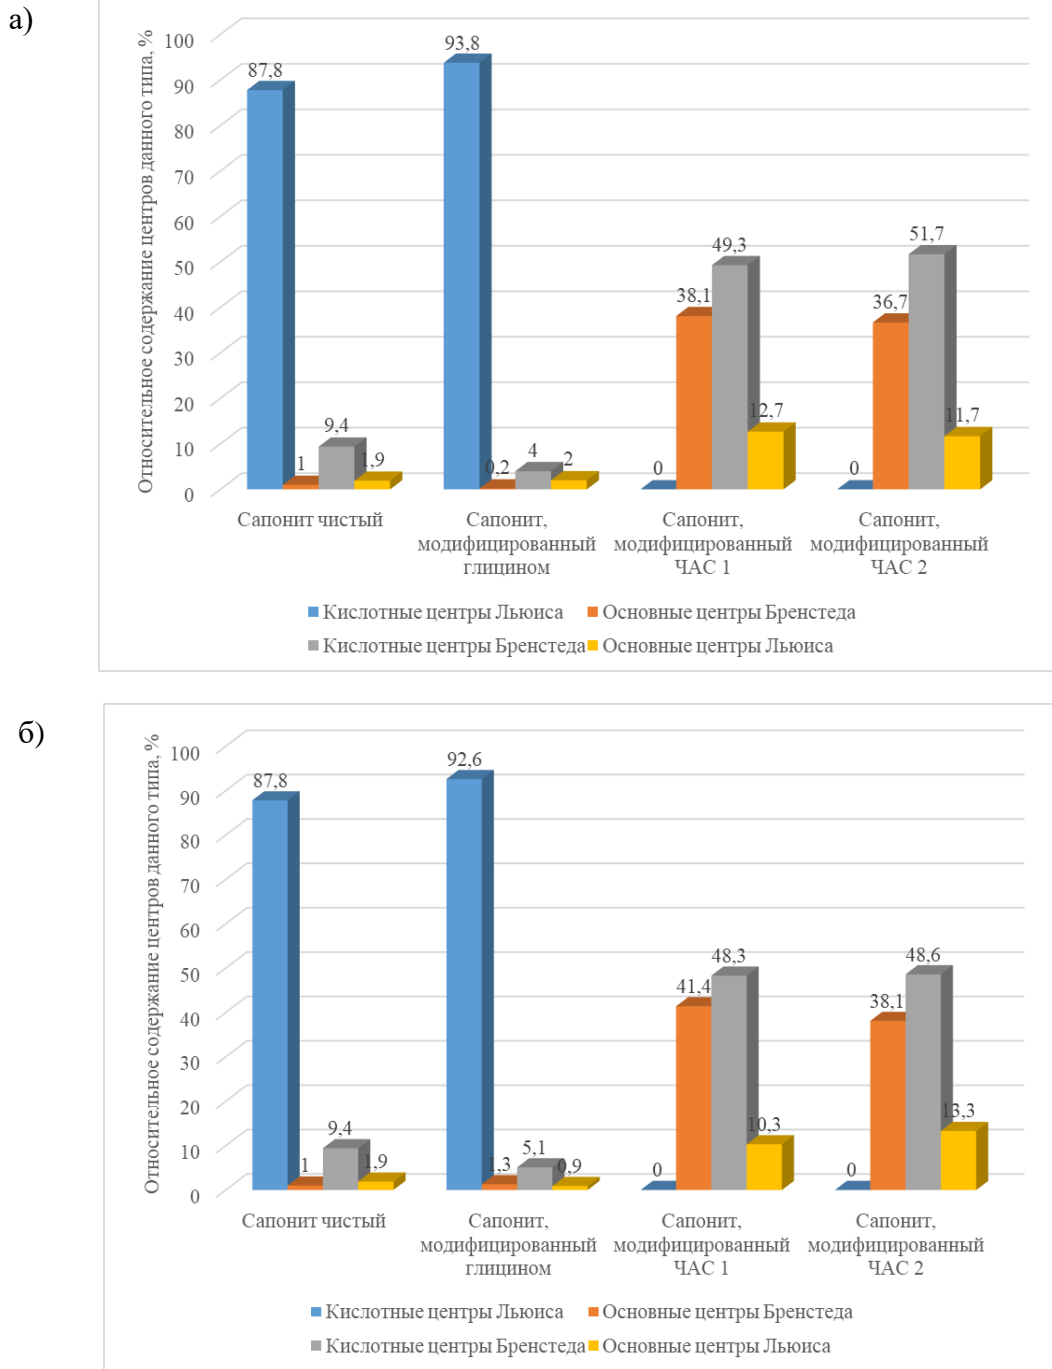 а)
Относительное содержание центров данного типа, %
100
90
80
70
60
50
40
30
20
10
0
87,8
1
9,4
1,9
93,8
0,2
4
2
0
38,1
49,3
12,7
0
36,7
51,7
11,7
Сапонит чистый
Сапонит,
модифицированный
глицином
Сапонит,
модифицированный
ЧАС 1
Сапонит,
модифицированный
ЧАС 2
Кислотные центры Льюиса
Основные центры Бренстеда
Кислотные центры Бренстеда
Основные центры Льюиса
б)
Относительное содержание центров данного типа, %
100
90
80
70
60
50
40
30
20
10
0
87,8
1
9,4
1,9
92,6
1,3
5,1
0,9
0
41,4
48,3
10,3
0
38,1
48,6
13,3
Сапонит чистый
Сапонит,
модифицированный
глицином
Сапонит,
модифицированный
ЧАС 1
Сапонит,
модифицированный
ЧАС 2
Кислотные центры Льюиса
Основные центры Бренстеда
Кислотные центры Бренстеда
Основные центры Льюиса